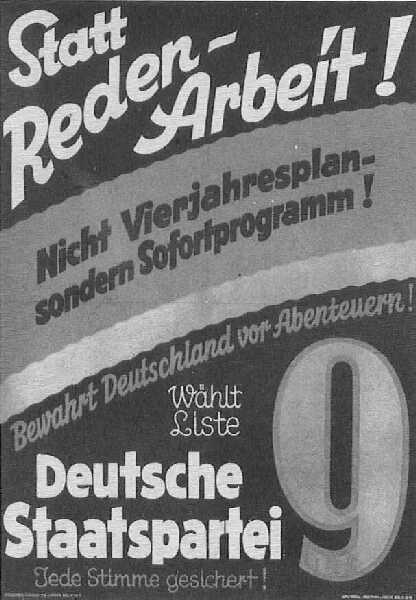 Statt
Reden-
Arbeit!
Nicht Vierjahresplan-
sondern Sofortprogramm!
Bewahrt Deutschland vor Abenteuern!
Wählt
Liste
9
Deutsche
Staatspartei
Jede Stimme gesichert!